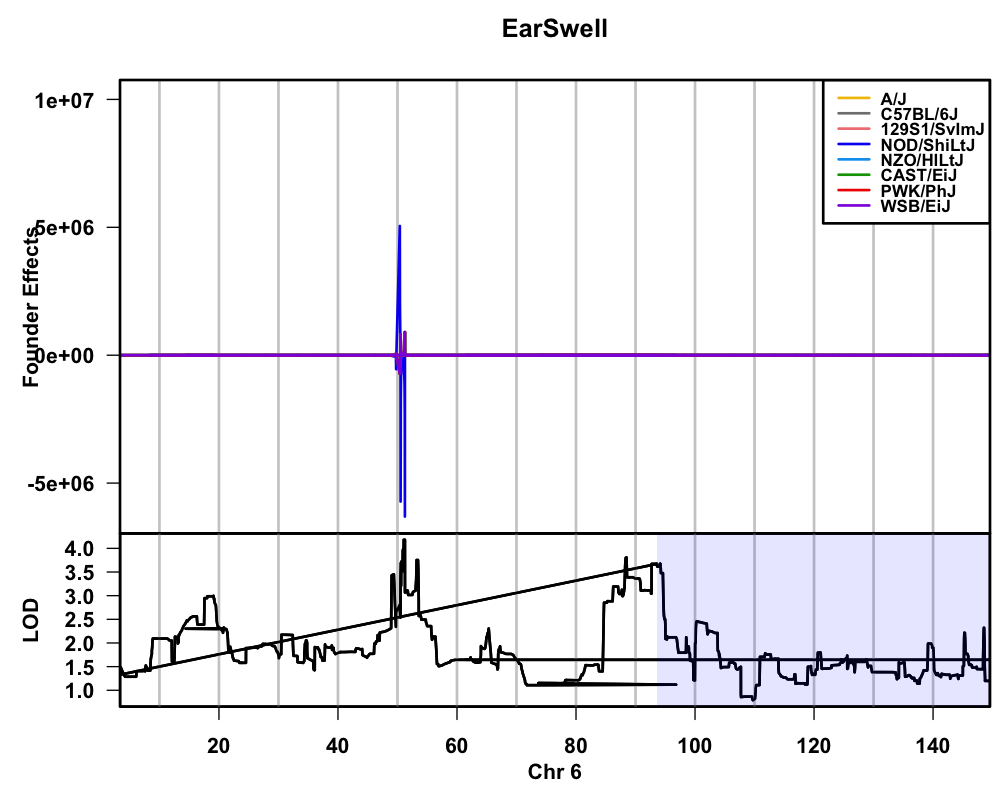 EarSwell
Founder Effects
1e+07
5e+06
0e+00
-5e+06
A/J
C57BL/6J
129S1/SvImJ
NOD/ShiLtJ
NZO/HILtJ
CAST/EiJ
PWK/PhJ
WSB/EiJ
LOD
4.0
3.5
3.0
2.5
2.0
1.5
1.0
20 40 60 80 100 120 140
Chr 6